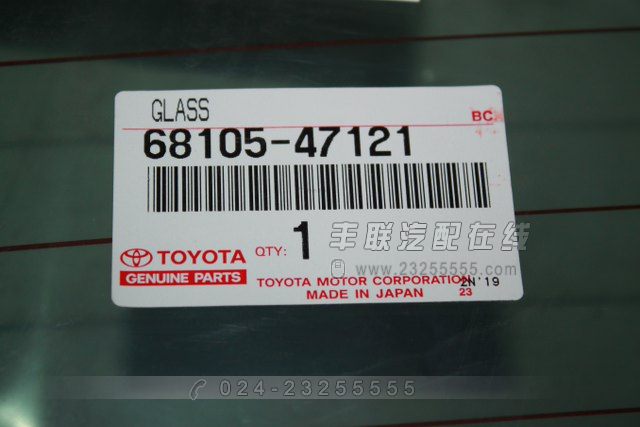 GLASS
BC
68105-47121
QTY: 1
TOYOTA
GENUINE PARTS
TOYOTA MOTOR CORPORATION
ZN'19
MADE IN JAPAN 23
丰联汽配在线
www.23255555.com
024-23255555